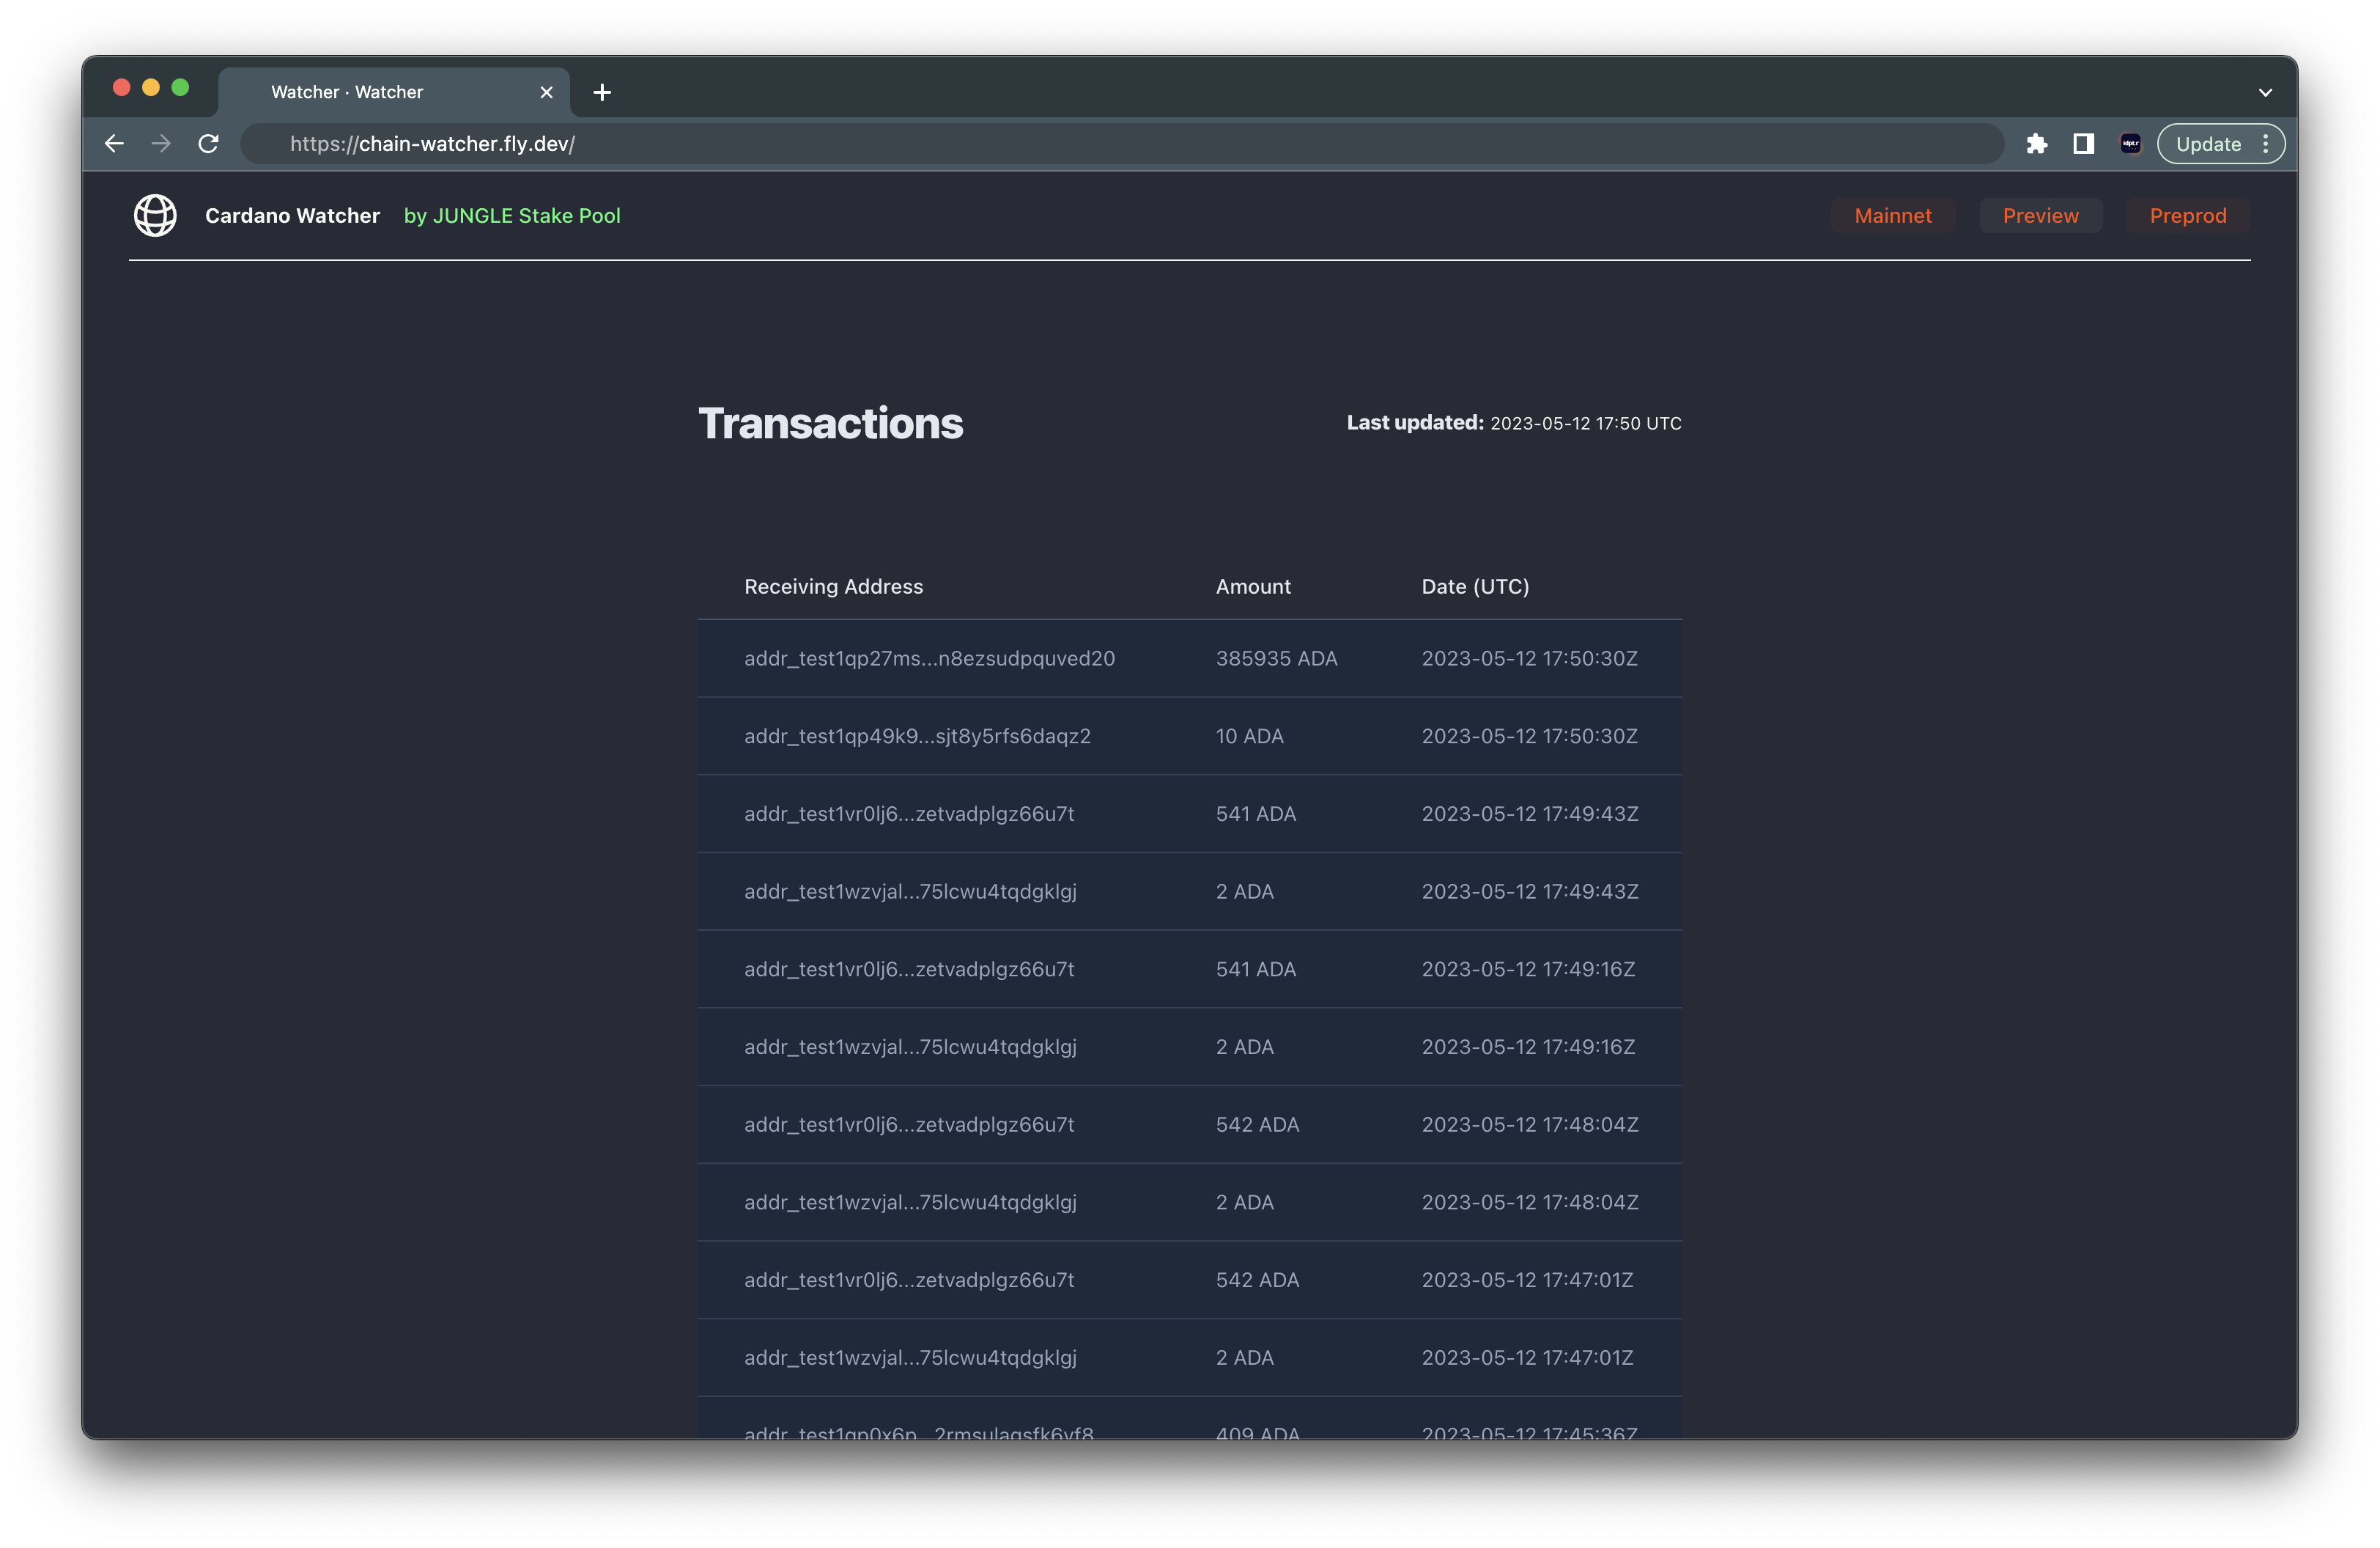 Watcher · Watcher
https://chain-watcher.fly.dev/
Update
Cardano Watcher by JUNGLE Stake Pool Mainnet Preview Preprod
Transactions Last updated: 2023-05-12 17:50 UTC
Receiving Address Amount Date (UTC)
addr_test1qp27ms...n8ezsudpquved20 385935 ADA 2023-05-12 17:50:30Z
addr_test1qp49k9...sjt8y5rfs6daqz2 10 ADA 2023-05-12 17:50:30Z
addr_test1vr0lj6...zetvadplgz66u7t 541 ADA 2023-05-12 17:49:43Z
addr_test1wzvjal...75lcwu4tqdgklgj 2 ADA 2023-05-12 17:49:43Z
addr_test1vr0lj6...zetvadplgz66u7t 541 ADA 2023-05-12 17:49:16Z
addr_test1wzvjal...75lcwu4tqdgklgj 2 ADA 2023-05-12 17:49:16Z
addr_test1vr0lj6...zetvadplgz66u7t 542 ADA 2023-05-12 17:48:04Z
addr_test1wzvjal...75lcwu4tqdgklgj 2 ADA 2023-05-12 17:48:04Z
addr_test1vr0lj6...zetvadplgz66u7t 542 ADA 2023-05-12 17:47:01Z
addr_test1wzvjal...75lcwu4tqdgklgj 2 ADA 2023-05-12 17:47:01Z
409 ADA 2023-05-12 17:45:36Z